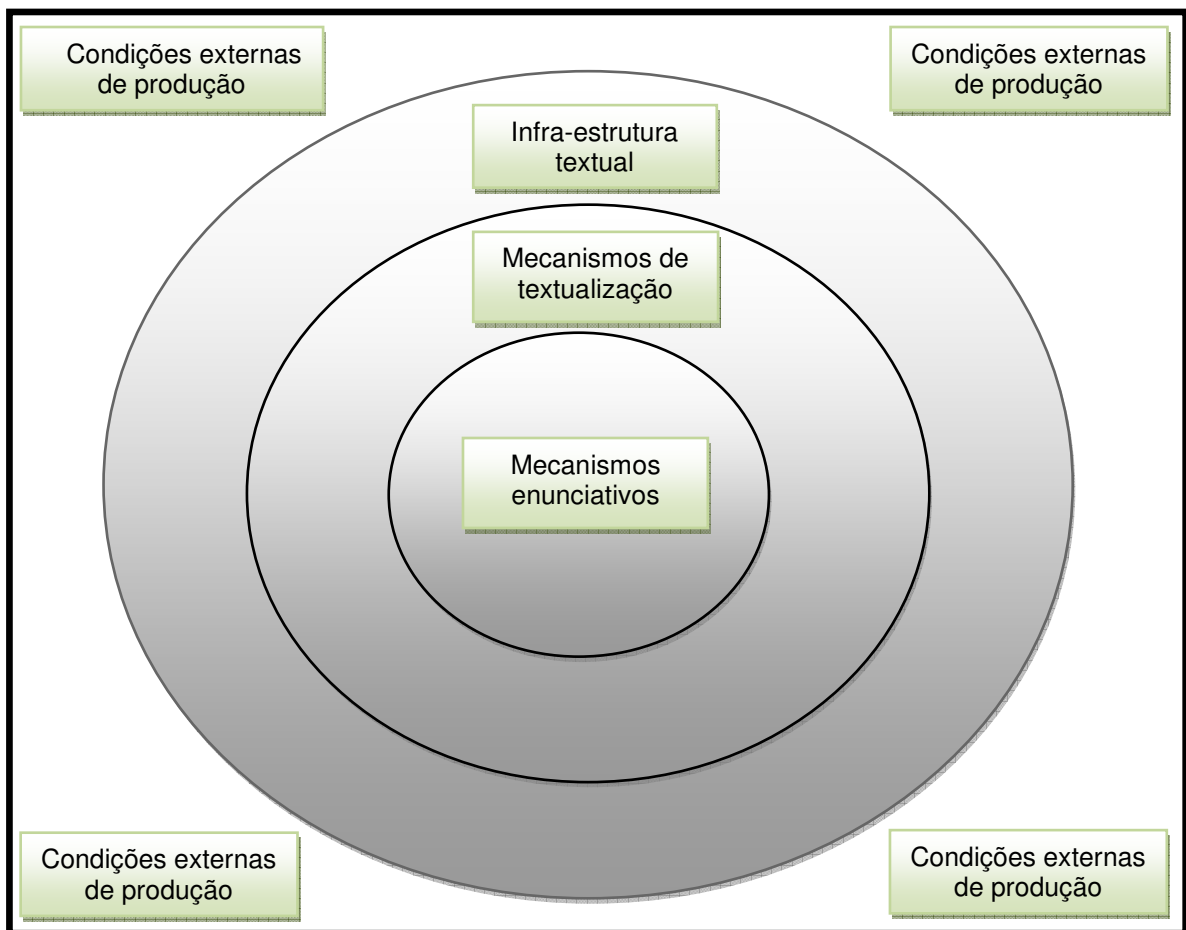 Condições externas
de produção
Condições externas
de produção
Infra-estrutura
textual
Mecanismos de
textualização
Mecanismos
enunciativos
Condições externas
de produção
Condições externas
de produção